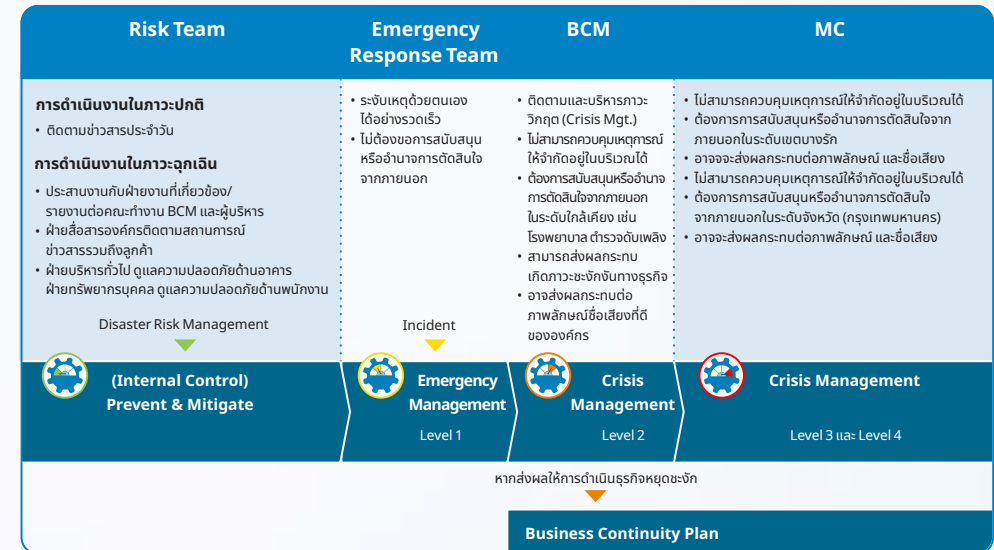 Risk Team
Emergency
Response Team
BCM
MC
การดำเนินงานในภาวะปกติ
• ติดตามข่าวสารประจำวัน
การดำเนินงานในภาวะฉุกเฉิน
• ประสานงานกับฝ่ายงานที่เกี่ยวข้อง/
รายงานต่อคณะทำงาน BCM และผู้บริหาร
• ฝ่ายสื่อสารองค์กรติดตามสถานการณ์
ข่าวสารรวมถึงลูกค้า
• ฝ่ายบริหารทั่วไป ดูแลความปลอดภัยด้านอาคาร
ฝ่ายทรัพยากรบุคคล ดูแลความปลอดภัยด้านพนักงาน
Disaster Risk Management
• ระงับเหตุด้วยตนเอง
ได้อย่างรวดเร็ว
• ไม่ต้องขอการสนับสนุน
หรืออำนาจการตัดสินใจ
จากภายนอก
Incident
• ติดตามและบริหารภาวะ
วิกฤต (Crisis Mgt.)
• ไม่สามารถควบคุมเหตุการณ์
ให้จำกัดอยู่ในบริเวณได้
• ต้องการสนับสนุนหรืออำนาจ
การตัดสินใจจากภายนอก
ในระดับใกล้เคียง เช่น
โรงพยาบาล ตำรวจดับเพลิง
• สามารถส่งผลกระทบ
เกิดภาวะชะงักงันทางธุรกิจ
• อาจส่งผลกระทบต่อ
ภาพลักษณ์ชื่อเสียงที่ดี
ขององค์กร
• ไม่สามารถควบคุมเหตุการณ์ให้จำกัดอยู่ในบริเวณได้
• ต้องการการสนับสนุนหรืออำนาจการตัดสินใจจาก
ภายนอกในระดับเขตบางรัก
• อาจจะส่งผลกระทบต่อภาพลักษณ์ และชื่อเสียง
• ไม่สามารถควบคุมเหตุการณ์ให้จำกัดอยู่ในบริเวณได้
• ต้องการการสนับสนุนหรืออำนาจการตัดสินใจ
จากภายนอกในระดับจังหวัด (กรุงเทพมหานคร)
• อาจจะส่งผลกระทบต่อภาพลักษณ์ และชื่อเสียง
(Internal Control)
Prevent & Mitigate
Emergency
Management
Level 1
Crisis
Management
Level 2
Crisis Management
Level 3 และ Level 4
หากส่งผลให้การดำเนินธุรกิจหยุดชะงัก
Business Continuity Plan